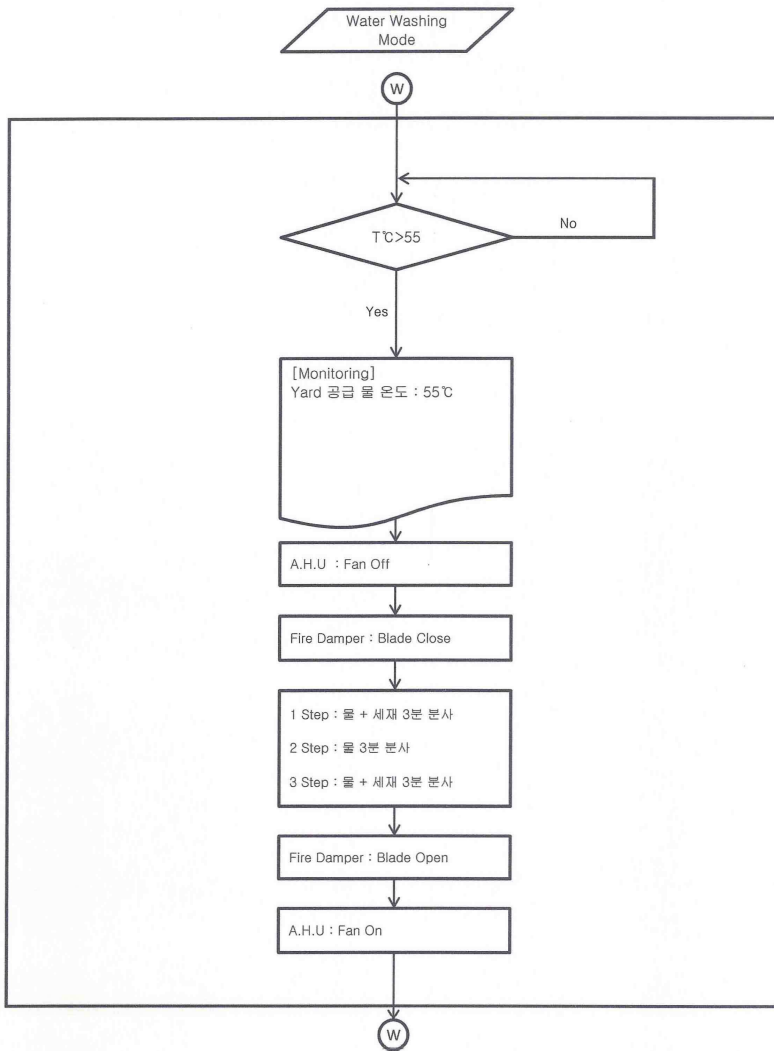 Water Washing
Mode
W
T℃>55
No
Yes
[Monitoring]
Yard 공급 물 온도 : 55℃
A.H.U : Fan Off
Fire Damper : Blade Close
1 Step : 물 + 세재 3분 분사
2 Step : 물 3분 분사
3 Step : 물 + 세재 3분 분사
Fire Damper : Blade Open
A.H.U : Fan On
W